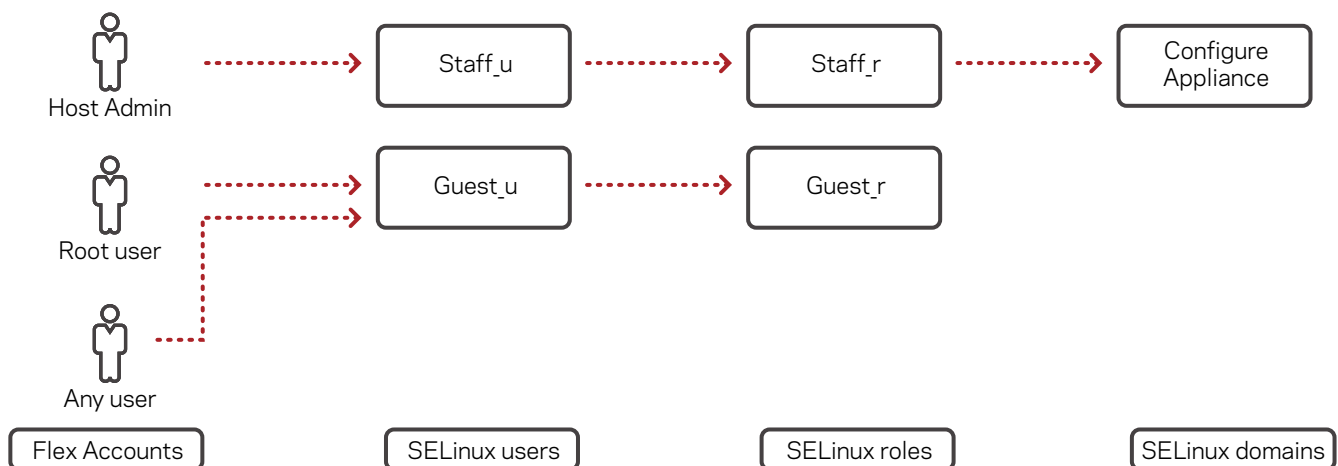 Host Admin
Staff_u
Staff_r
Configure
Appliance
Root user
Guest_u
Guest_r
Any user
Flex Accounts
SELinux users
SELinux roles
SELinux domains